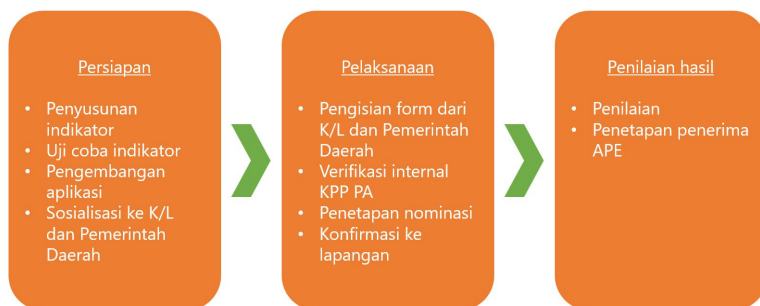 Persiapan
• Penyusunan
indikator
• Uji coba indikator
• Pengembangan
aplikasi
• Sosialisasi ke K/L
dan Pemerintah
Daerah
Pelaksanaan
• Pengisian form dari
K/L dan Pemerintah
Daerah
• Verifikasi internal
KPP PA
• Penetapan nominasi
• Konfirmasi ke
lapangan
Penilaian hasil
• Penilaian
• Penetapan penerima
APE